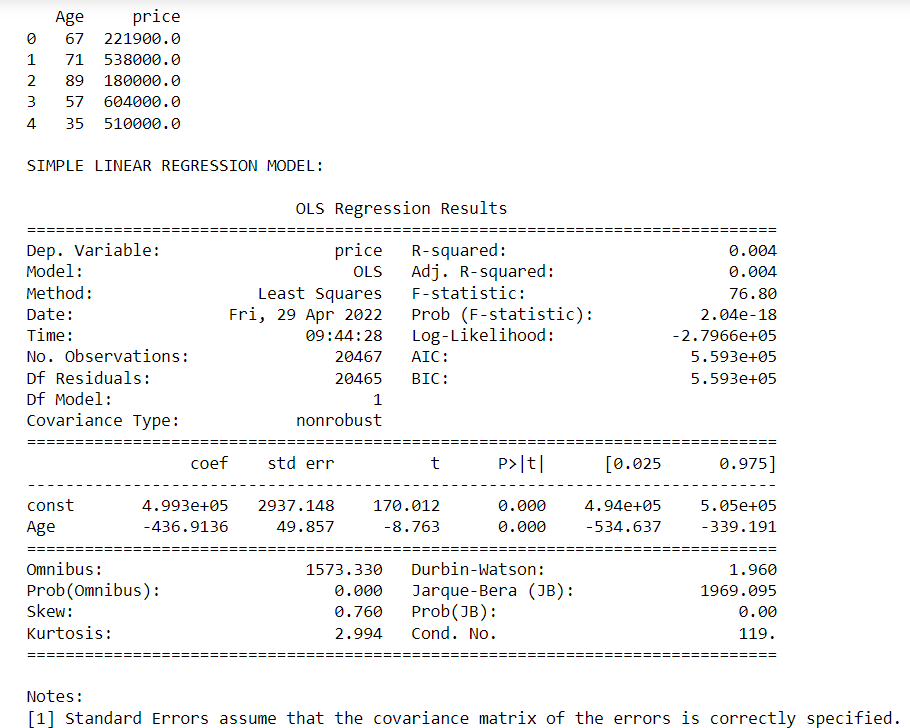 Age     price
0   67  221900.0
1   71  538000.0
2   89  180000.0
3   57  604000.0
4   35  510000.0

SIMPLE LINEAR REGRESSION MODEL:

                            OLS Regression Results
==============================================================================
Dep. Variable:                  price   R-squared:                       0.004
Model:                            OLS   Adj. R-squared:                  0.004
Method:                 Least Squares   F-statistic:                     76.80
Date:                Fri, 29 Apr 2022   Prob (F-statistic):           2.04e-18
Time:                        09:44:28   Log-Likelihood:            -2.7966e+05
No. Observations:               20467   AIC:                         5.593e+05
Df Residuals:                   20465   BIC:                         5.593e+05
Df Model:                           1
Covariance Type:            nonrobust
==============================================================================
                 coef    std err          t      P>|t|      [0.025      0.975]
------------------------------------------------------------------------------
const       4.993e+05   2937.148    170.012      0.000    4.94e+05    5.05e+05
Age         -436.9136     49.857     -8.763      0.000    -534.637    -339.191
==============================================================================
Omnibus:                     1573.330   Durbin-Watson:                   1.960
Prob(Omnibus):                  0.000   Jarque-Bera (JB):             1969.095
Skew:                           0.760   Prob(JB):                         0.00
Kurtosis:                       2.994   Cond. No.                         119.
==============================================================================

Notes:
[1] Standard Errors assume that the covariance matrix of the errors is correctly specified.